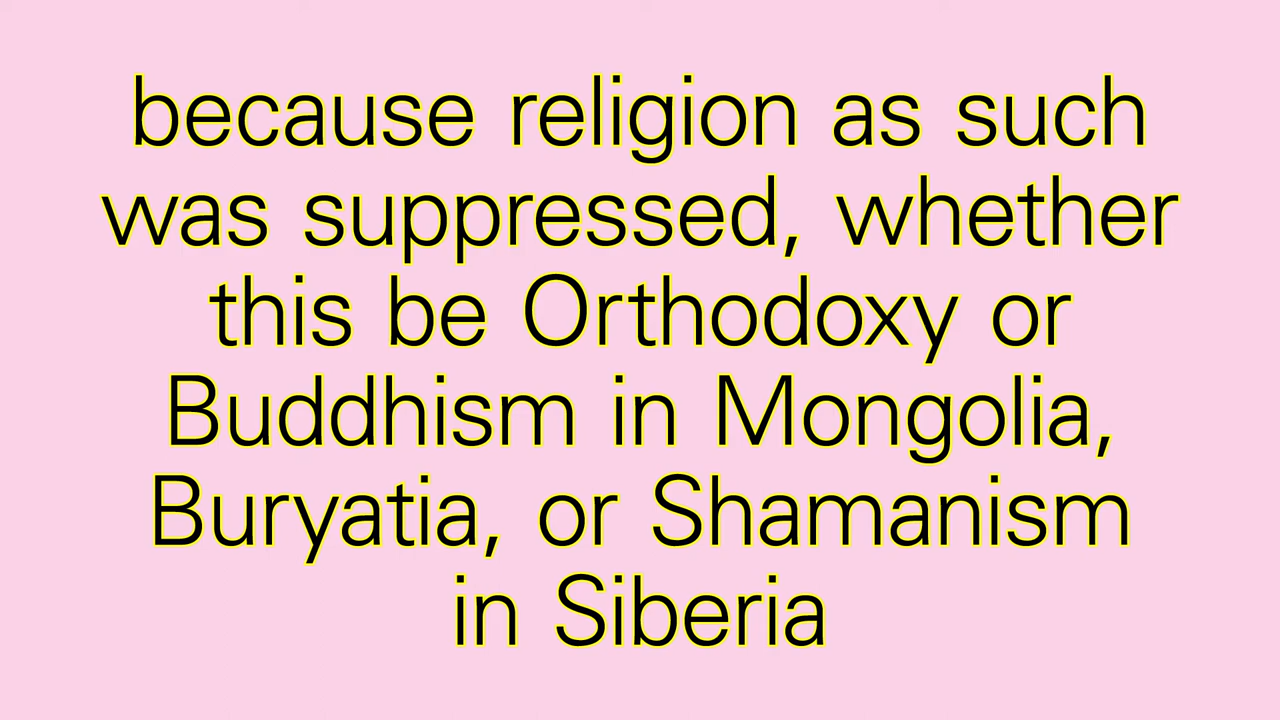 because religion as such
was suppressed, whether
this be Orthodoxy or
Buddhism in Mongolia,
Buryatia, or Shamanism
in Siberia